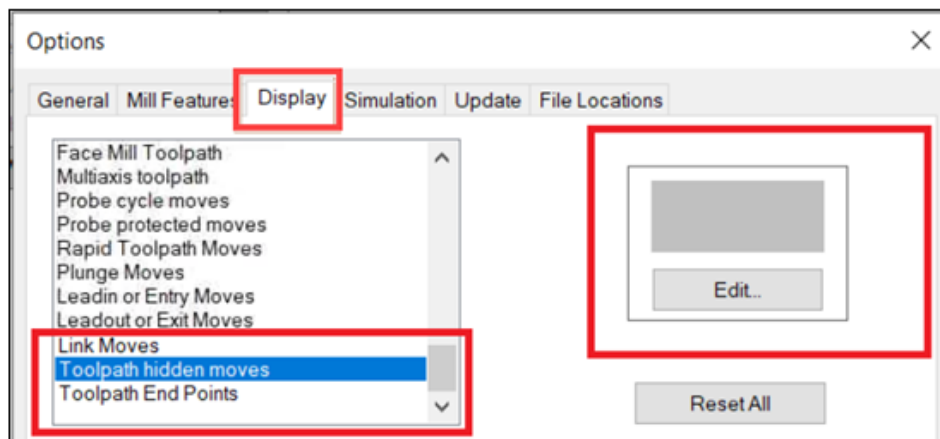 Options
General Mill Features Display Simulation Update File Locations
Face Mill Toolpath
Multiaxis toolpath
Probe cycle moves
Probe protected moves
Rapid Toolpath Moves
Plunge Moves
Leadin or Entry Moves
Leadout or Exit Moves
Link Moves
Toolpath hidden moves
Toolpath End Points
Edit...
Reset All